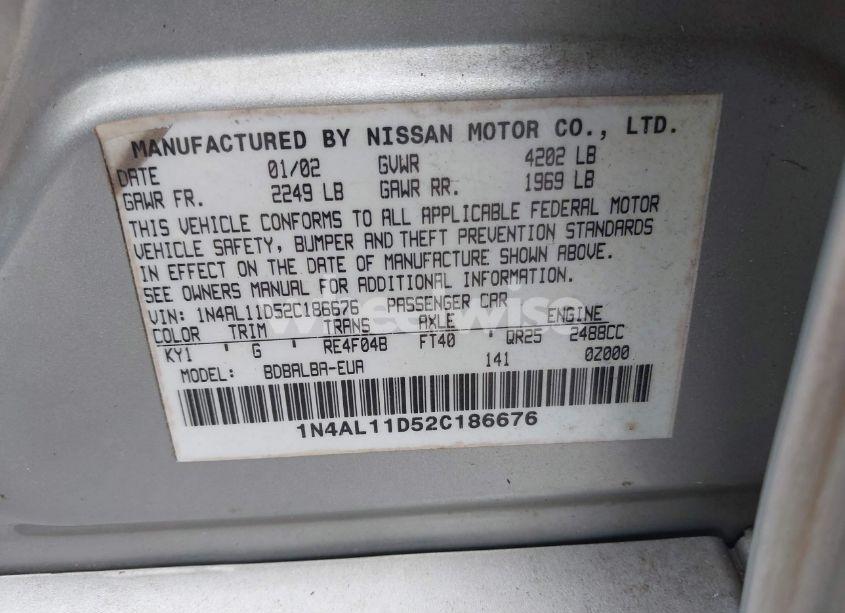 MANUFACTURED BY NISSAN MOTOR CO., LTD.
DATE 01/02 GVWR 4202 LB
GAWR FR. 2249 LB GAWR RR. 1969 LB
THIS VEHICLE CONFORMS TO ALL APPLICABLE FEDERAL MOTOR
VEHICLE SAFETY, BUMPER AND THEFT PREVENTION STANDARDS
IN EFFECT ON THE DATE OF MANUFACTURE SHOWN ABOVE.
SEE OWNERS MANUAL FOR ADDITIONAL INFORMATION.
VIN: 1N4AL11D52C186676 PASSENGER CAR
COLOR TRIM TRANS AXLE ENGINE
KY1 ' G ' RE4F04B FT40 ' QR25 2488CC
MODEL: BDBALBA-EUA 141 0Z000
1N4AL11D52C186676